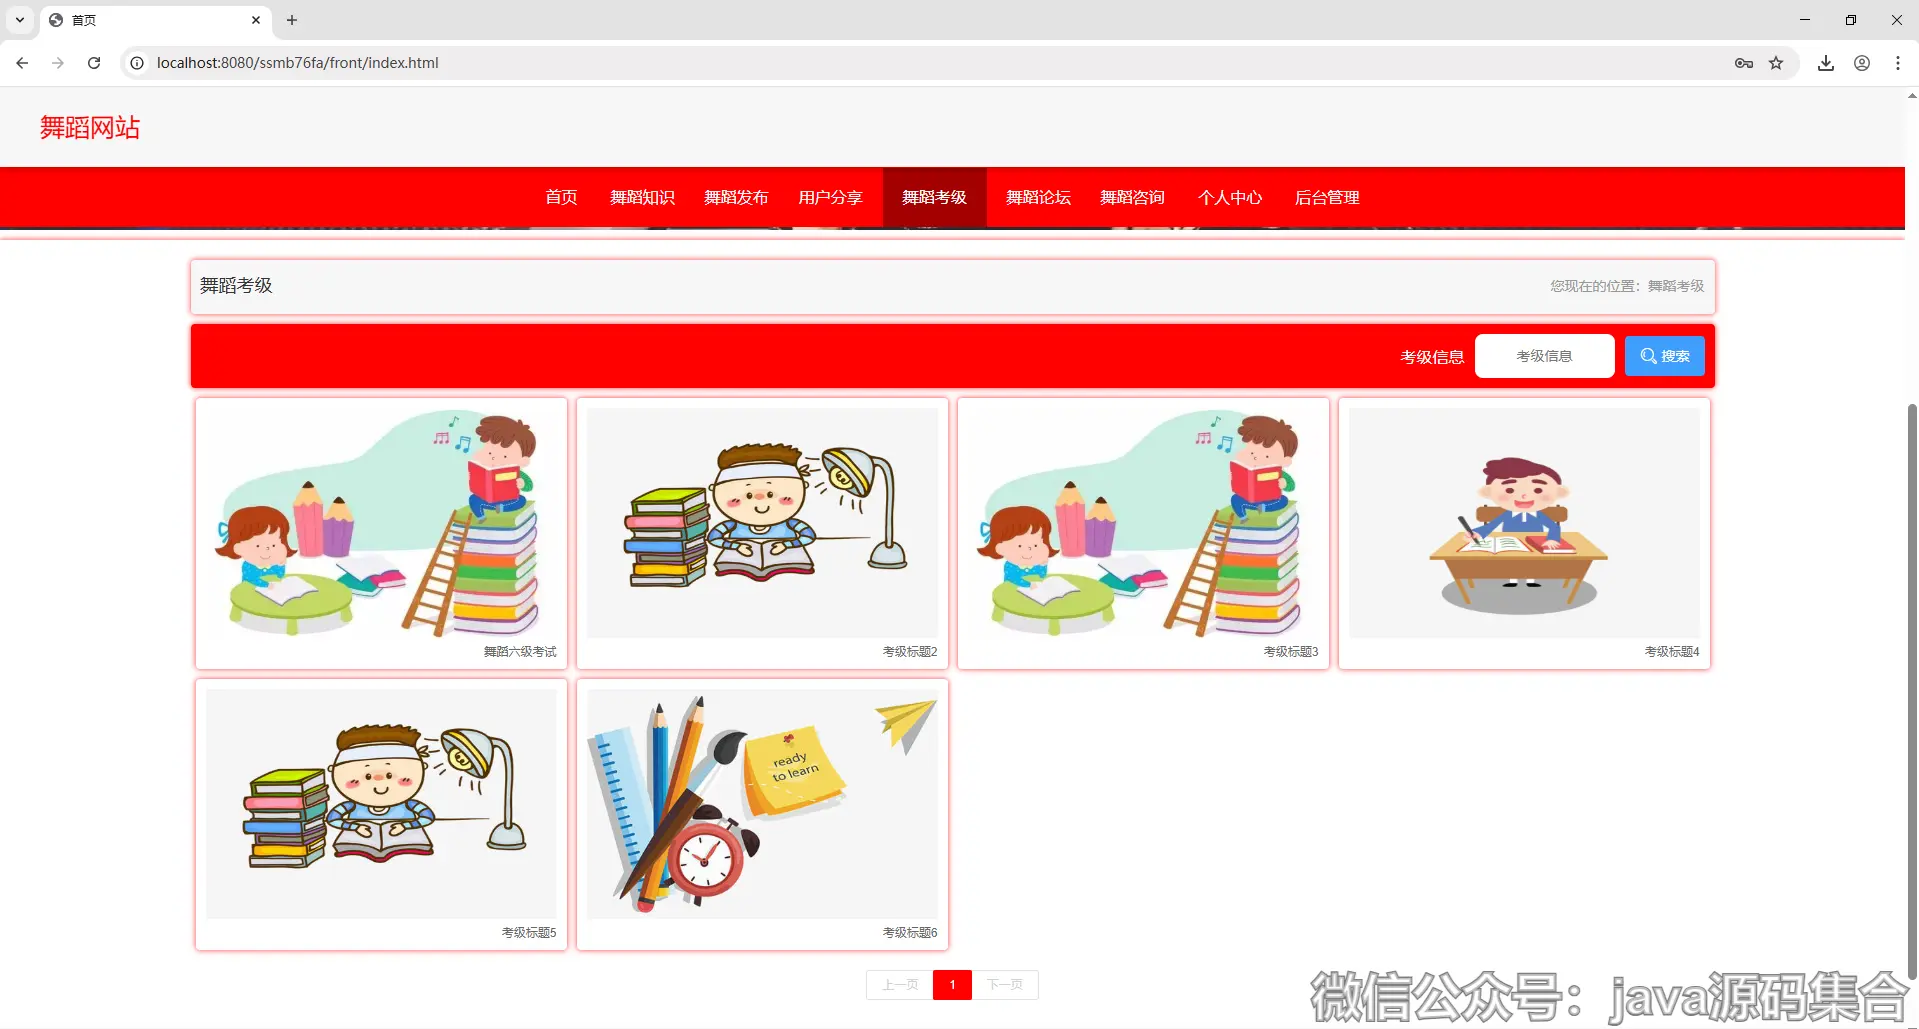 首页
localhost:8080/ssmb76fa/front/index.html
舞蹈网站
首页 舞蹈知识 舞蹈发布 用户分享 舞蹈考级 舞蹈论坛 舞蹈咨询 个人中心 后台管理
舞蹈考级 您现在的位置：舞蹈考级
考级信息 考级信息 搜索
舞蹈六级考试 考级标题2 考级标题3 考级标题4
ready
to learn
考级标题5 考级标题6
上一页 1 下一页
微信公众号：java源码集合